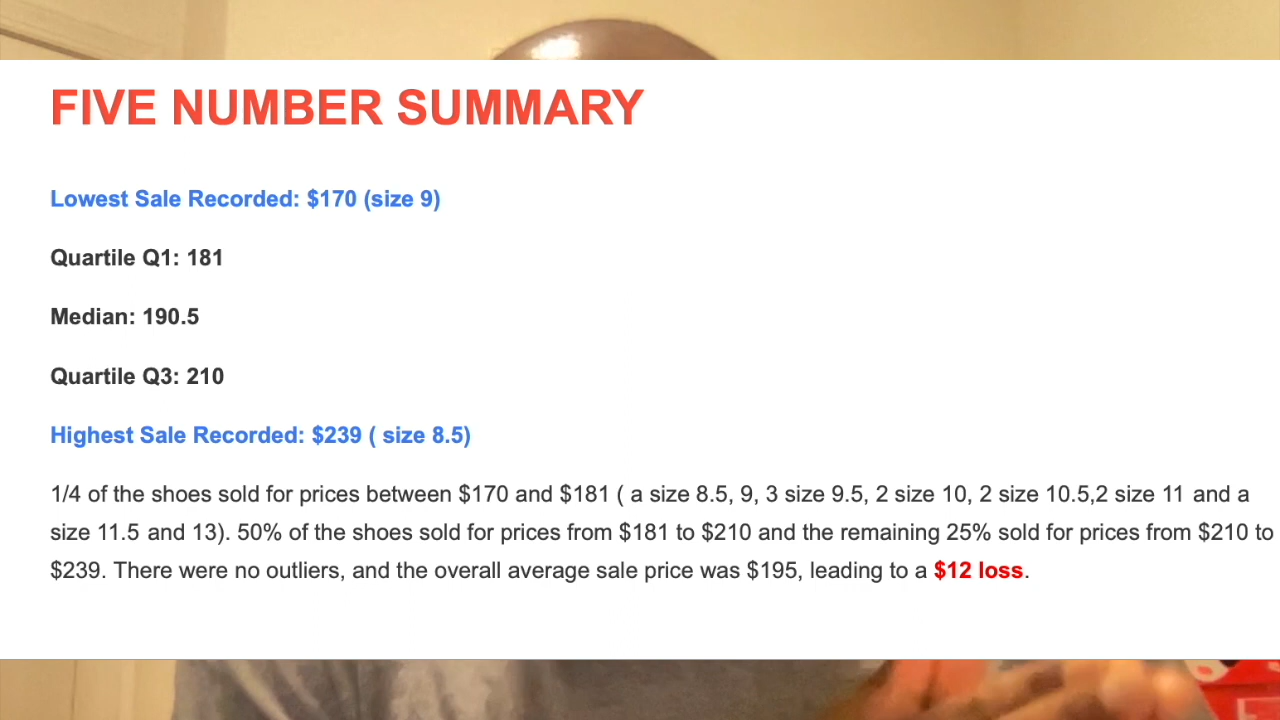 FIVE NUMBER SUMMARY
Lowest Sale Recorded: $170 (size 9)
Quartile Q1: 181
Median: 190.5
Quartile Q3: 210
Highest Sale Recorded: $239 ( size 8.5)
1/4 of the shoes sold for prices between $170 and $181 ( a size 8.5, 9, 3 size 9.5, 2 size 10, 2 size 10.5,2 size 11 and a
size 11.5 and 13). 50% of the shoes sold for prices from $181 to $210 and the remaining 25% sold for prices from $210 to
$239. There were no outliers, and the overall average sale price was $195, leading to a $12 loss.